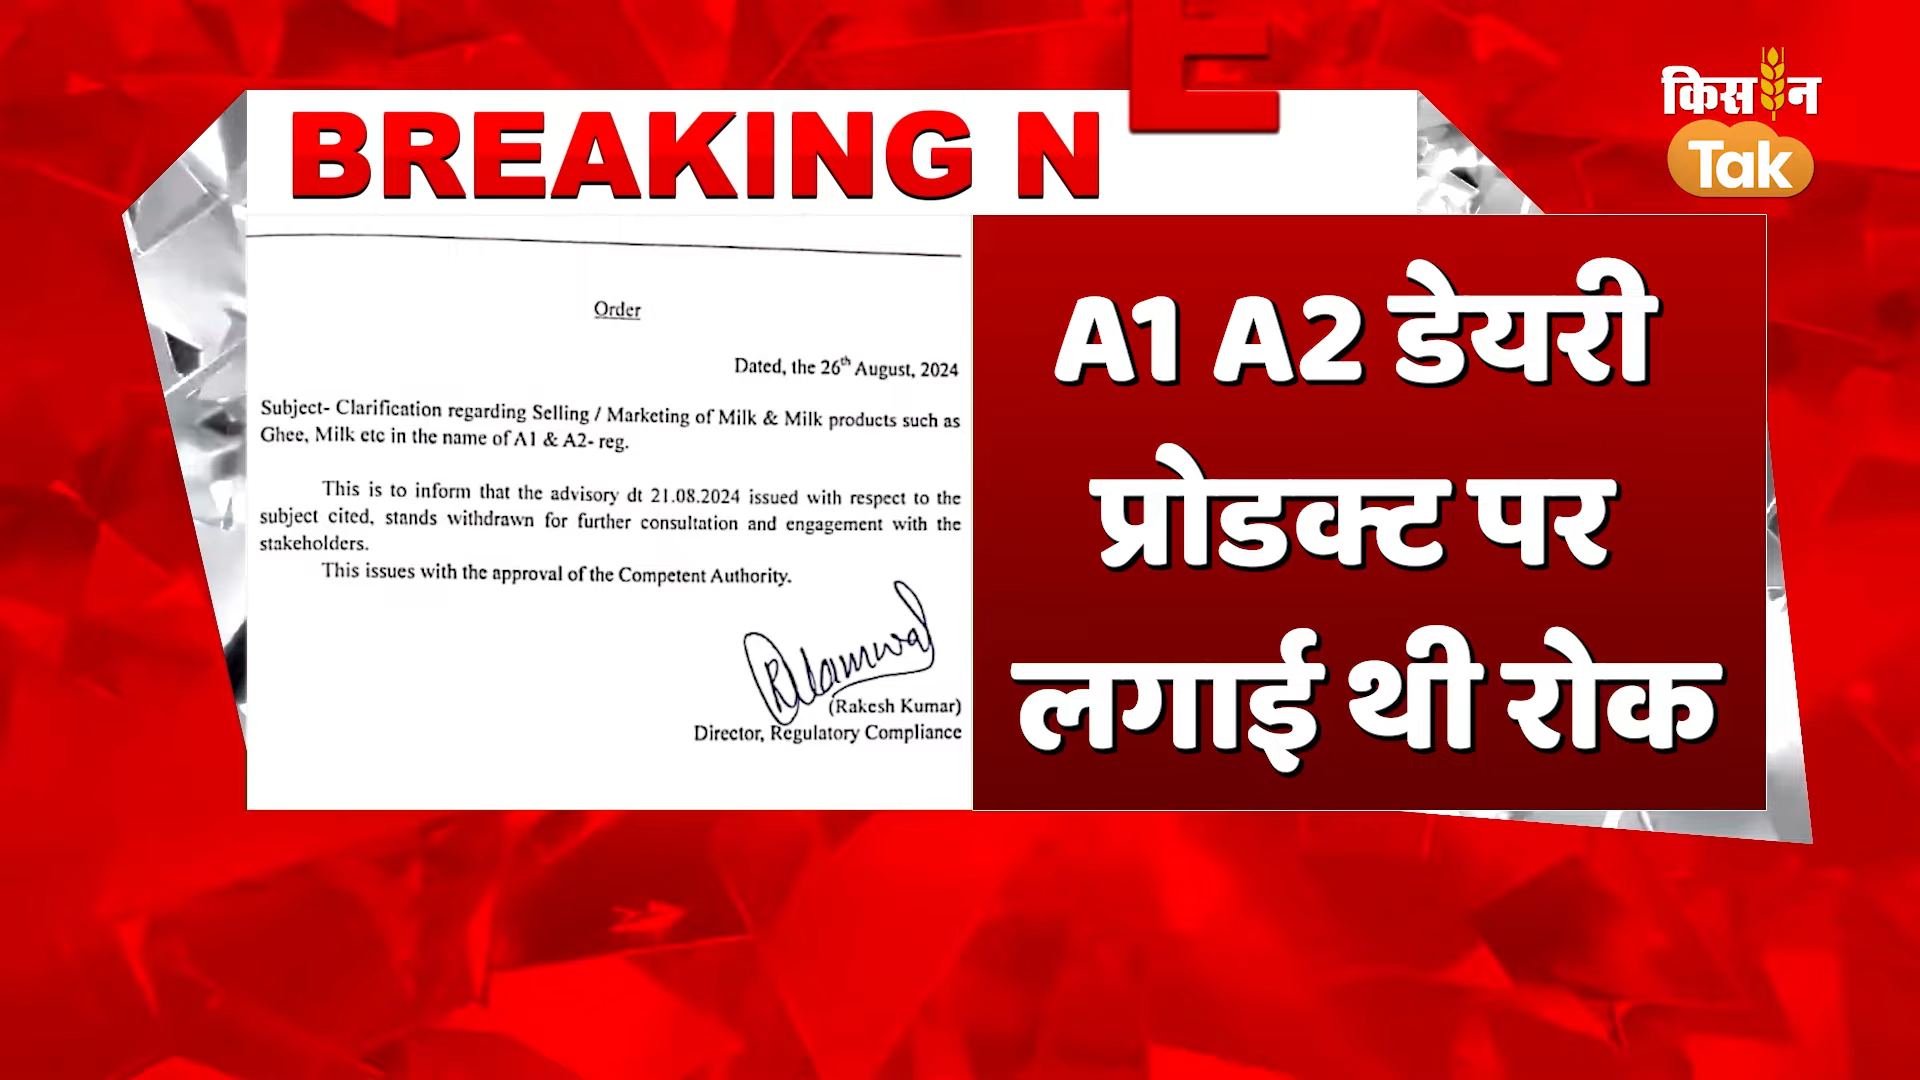 BREAKING NE
किसान
Tak
Order
Dated, the 26th August, 2024
Subject- Clarification regarding Selling / Marketing of Milk & Milk products such as
Ghee, Milk etc in the name of A1 & A2- reg.
This is to inform that the advisory dt 21.08.2024 issued with respect to the
subject cited, stands withdrawn for further consultation and engagement with the
stakeholders.
This issues with the approval of the Competent Authority.
(Rakesh Kumar)
Director, Regulatory Compliance
A1 A2 डेयरी
प्रोडक्ट पर
लगाई थी रोक